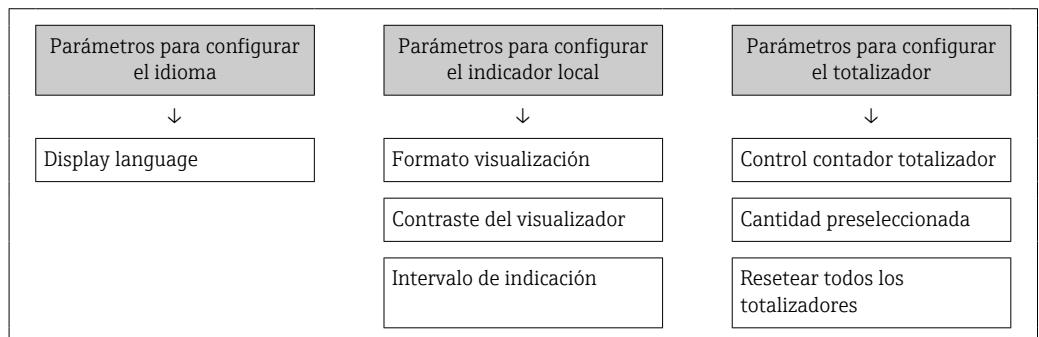 Parámetros para configurar
el idioma
↓
Display language
Parámetros para configurar
el indicador local
↓
Formato visualización
Contraste del visualizador
Intervalo de indicación
Parámetros para configurar
el totalizador
↓
Control contador totalizador
Cantidad preseleccionada
Resetear todos los
totalizadores